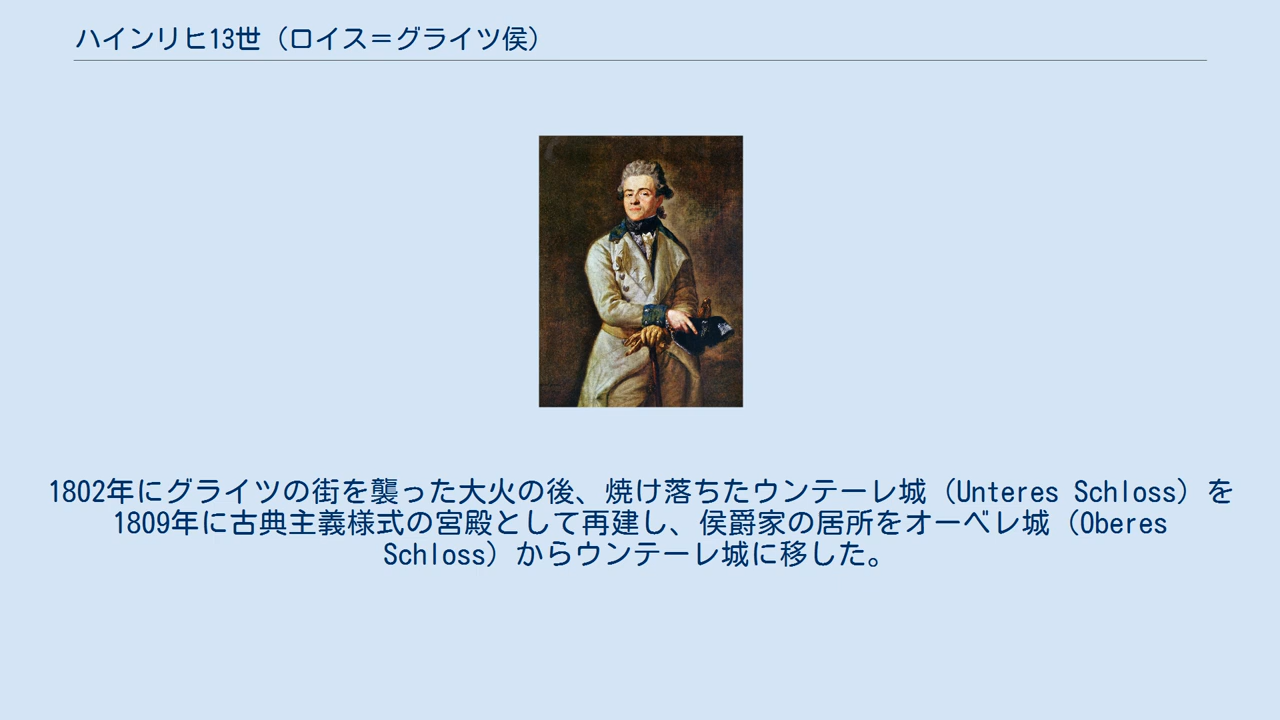 ハインリヒ13世（ロイス＝グライツ侯）
1802年にグライツの街を襲った大火の後、焼け落ちたウンテーレ城（Unteres Schloss）を
1809年に古典主義様式の宮殿として再建し、侯爵家の居所をオーベレ城（Oberes
Schloss）からウンテーレ城に移した。